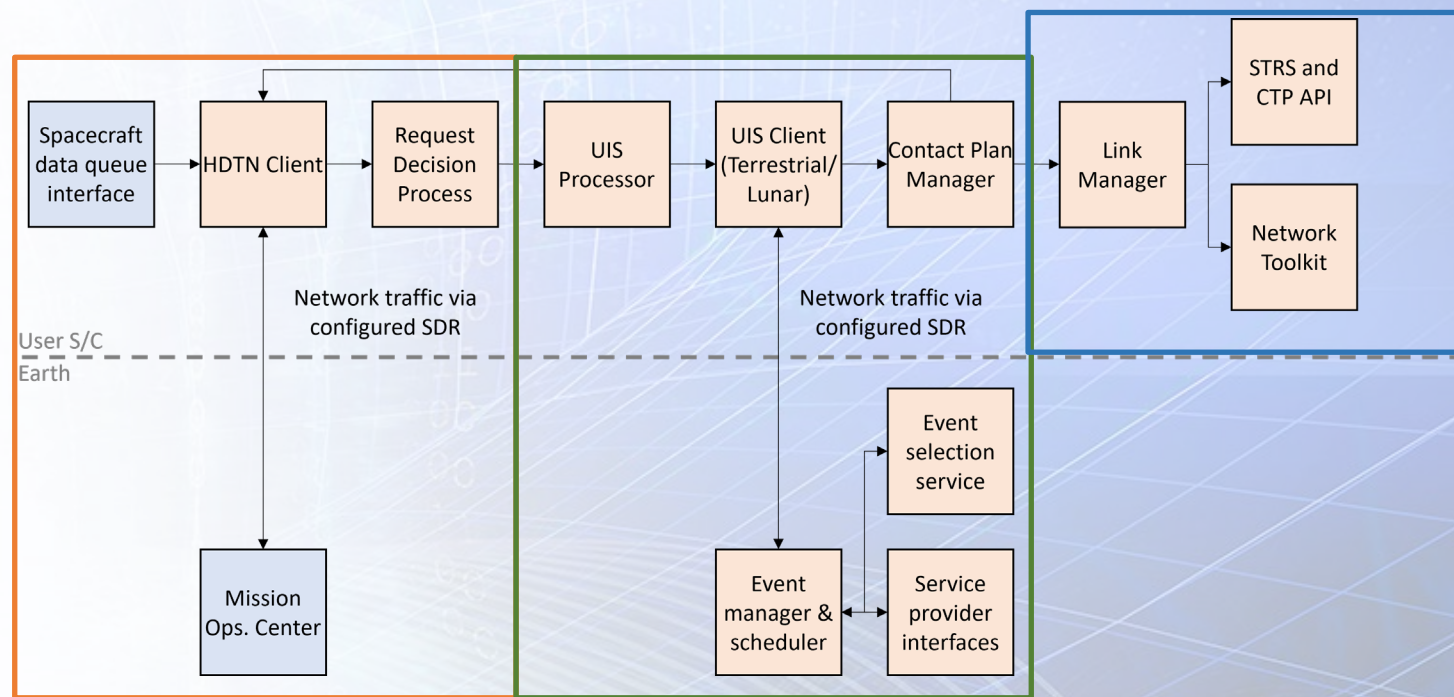 Spacecraft
data queue
interface
HDTN Client
Request
Decision
Process
UIS
Processor
UIS Client
(Terrestrial/
Lunar)
Contact Plan
Manager
Link
Manager
STRS and
CTP API
Network
Toolkit
Network traffic via
configured SDR
Network traffic via
configured SDR
User S/C
Earth
Event
selection
service
Mission
Ops. Center
Event
manager &
scheduler
Service
provider
interfaces